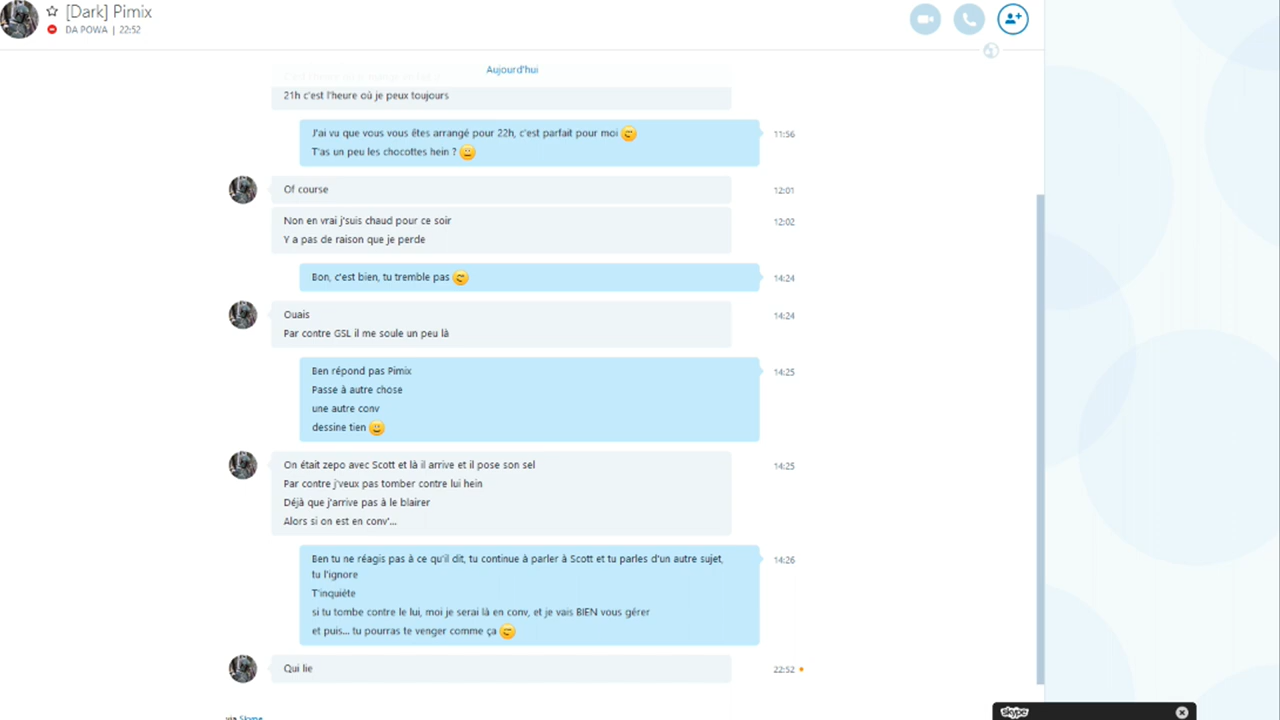 [Dark] Pimix
DA POWA | 22:52
Aujourd'hui
21h c'est l'heure où je peux toujours
J'ai vu que vous vous êtes arrangé pour 22h, c'est parfait pour moi
11:56
T'as un peu les chocottes hein ?
Of course
12:01
Non en vrai j'suis chaud pour ce soir
12:02
Y a pas de raison que je perde
Bon, c'est bien, tu tremble pas
14:24
Ouais
14:24
Par contre GSL il me soule un peu là
Ben répond pas Pimix
14:25
Passe à autre chose
une autre conv
dessine tien
On était zepo avec Scott et là il arrive et il pose son sel
14:25
Par contre j'veux pas tomber contre lui hein
Déjà que j'arrive pas à le blairer
Alors si on est en conv'...
Ben tu ne réagis pas à ce qu'il dit, tu continue à parler à Scott et tu parles d'un autre sujet,
14:26
tu l'ignore
T'inquiéte
si tu tombe contre le lui, moi je serai là en conv, et je vais BIEN vous gérer
et puis... tu pourras te venger comme ça
Qui lie
22:52
via Skype
skype